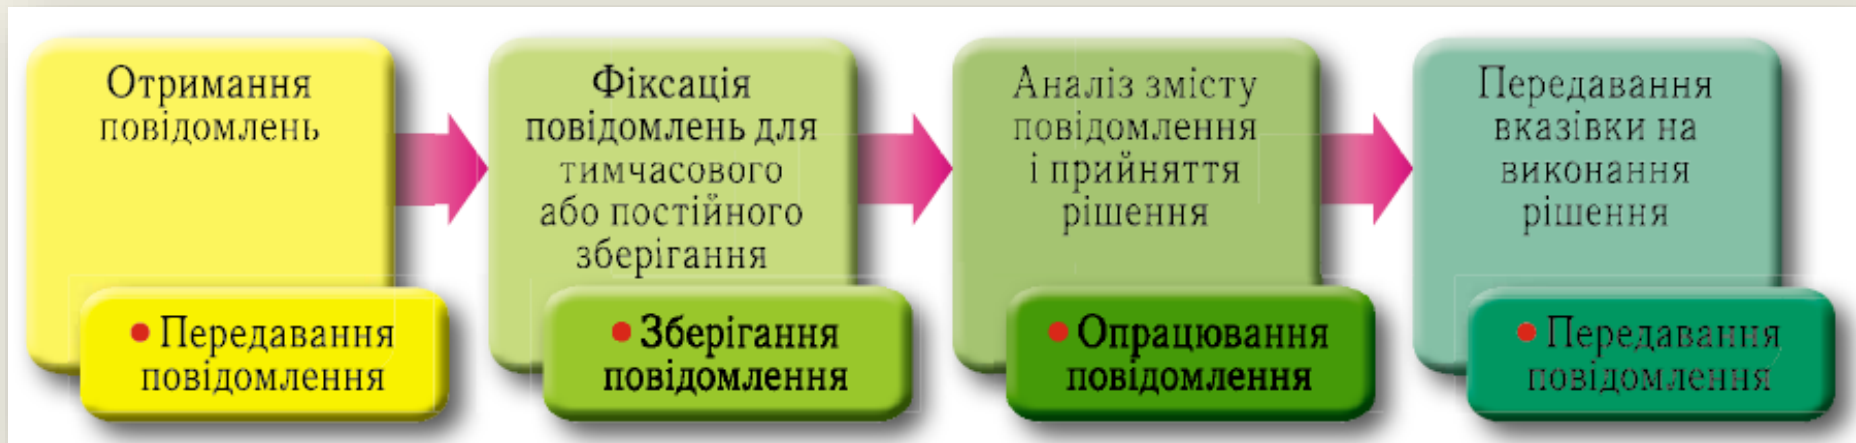 Отримання
повідомлень
• Передавання
повідомлення
Фіксація
повідомлень для
тимчасового
або постійного
зберігання
• Зберігання
повідомлення
Аналіз змісту
повідомлення
і прийняття
рішення
• Опрацювання
повідомлення
Передавання
вказівки на
виконання
рішення
• Передавання
повідомлення